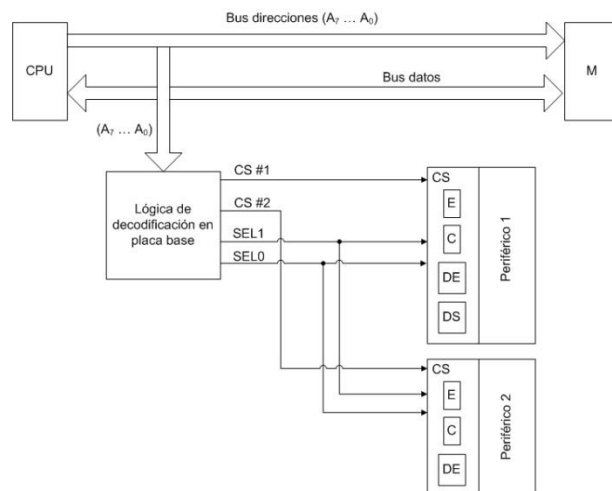 Bus direcciones (A₇ ... A₀)
CPU
M
Bus datos
(A₇ ... A₀)
CS #1
CS
Lógica de
decodificación en
placa base
CS #2
E
SEL1
C
SEL0
DE
DS
Periférico 1
CS
E
C
DE
Periférico 2